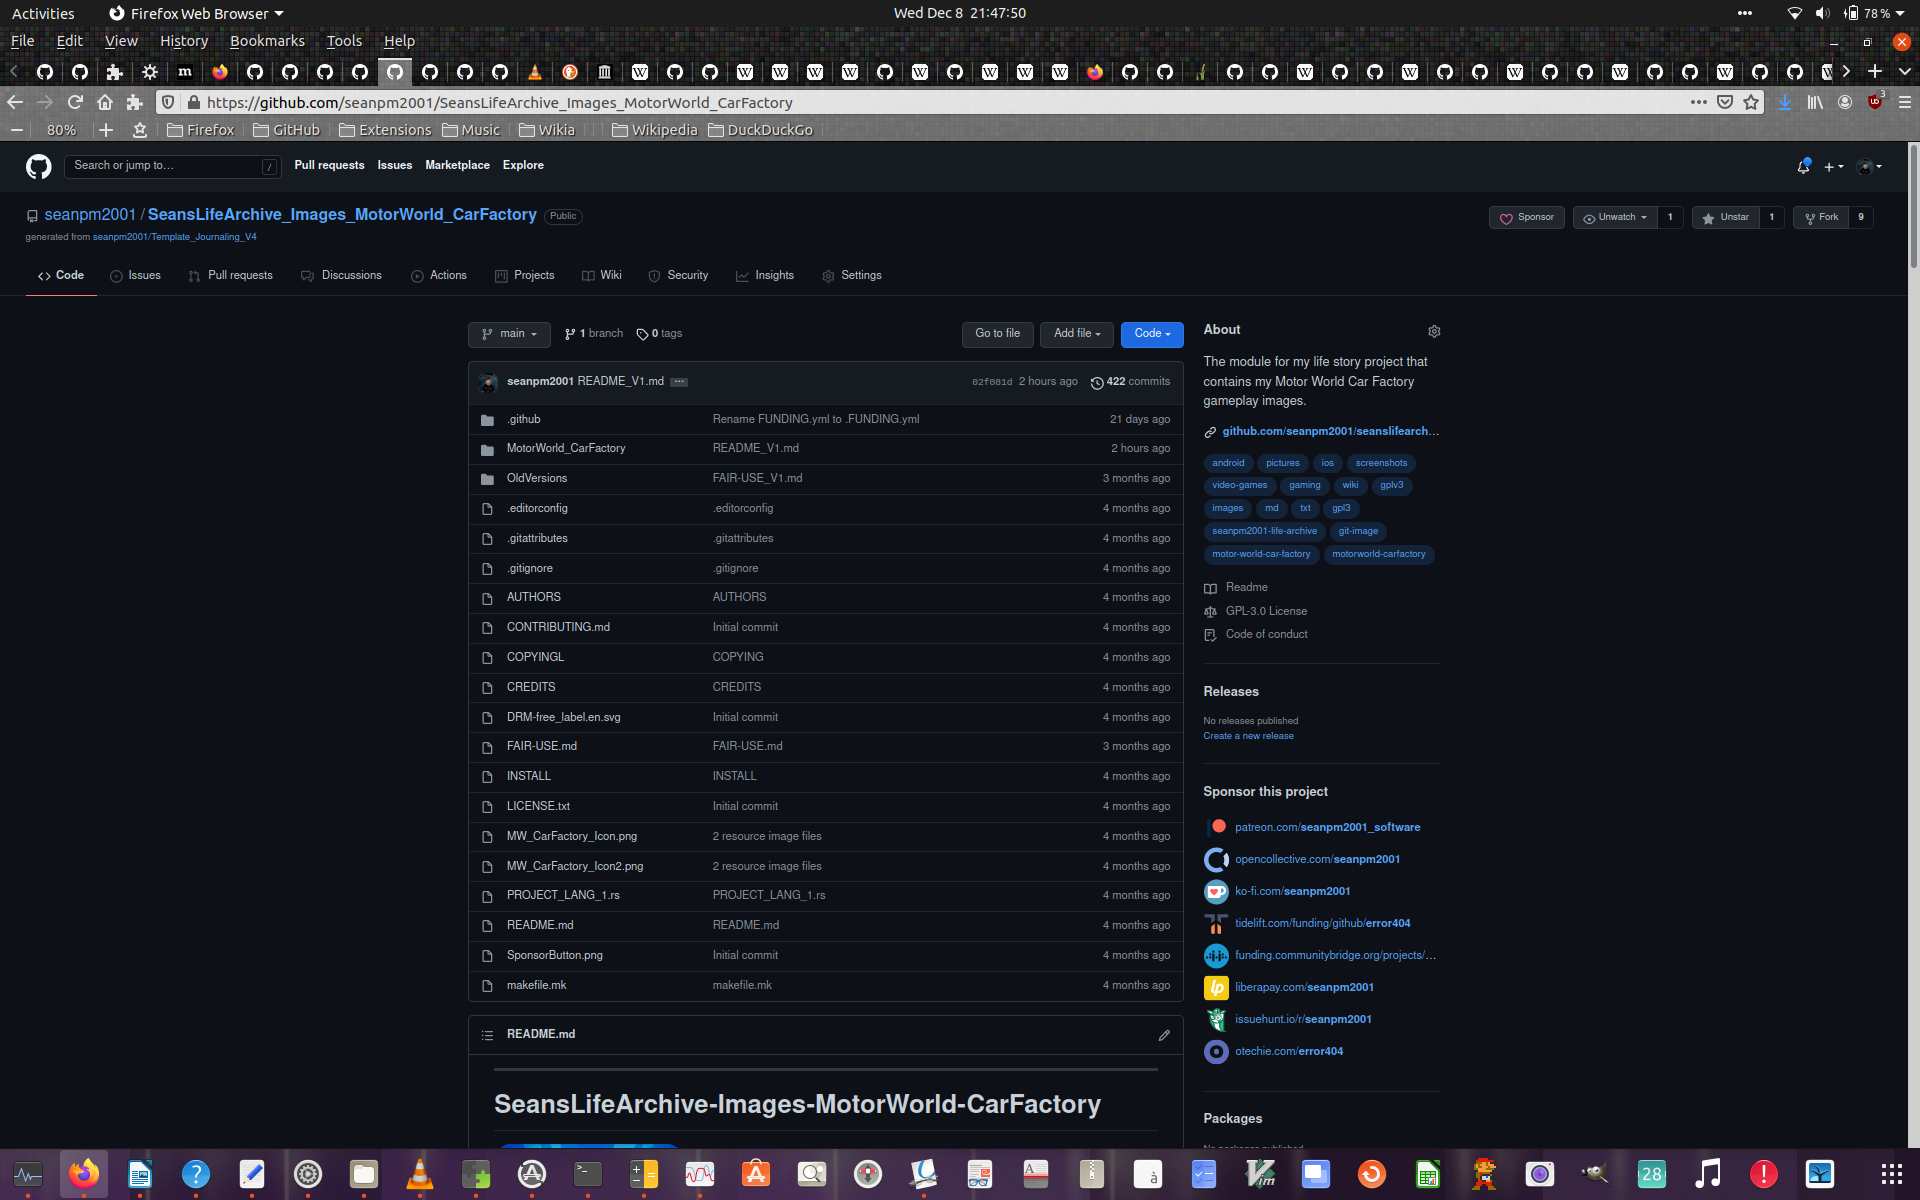 Activities Firefox Web Browser Wed Dec 8 21:47:50 78 %
File Edit View History Bookmarks Tools Help
https://github.com/seanpm2001/SeansLifeArchive_Images_MotorWorld_CarFactory 3
80% Firefox GitHub Extensions Music Wikia Wikipedia DuckDuckGo
Search or jump to… / Pull requests Issues Marketplace Explore
seanpm2001 / SeansLifeArchive_Images_MotorWorld_CarFactory Public Sponsor Unwatch 1 Unstar 1 Fork 9
generated from seanpm2001/Template_Journaling_V4
Code Issues Pull requests Discussions Actions Projects Wiki Security Insights Settings
main 1 branch 0 tags Go to file Add file Code
seanpm2001 README_V1.md ··· 02f081d 2 hours ago 422 commits
.github Rename FUNDING.yml to .FUNDING.yml 21 days ago
MotorWorld_CarFactory README_V1.md 2 hours ago
OldVersions FAIR-USE_V1.md 3 months ago
.editorconfig .editorconfig 4 months ago
.gitattributes .gitattributes 4 months ago
.gitignore .gitignore 4 months ago
AUTHORS AUTHORS 4 months ago
CONTRIBUTING.md Initial commit 4 months ago
COPYINGL COPYING 4 months ago
CREDITS CREDITS 4 months ago
DRM-free_label.en.svg Initial commit 4 months ago
FAIR-USE.md FAIR-USE.md 3 months ago
INSTALL INSTALL 4 months ago
LICENSE.txt Initial commit 4 months ago
MW_CarFactory_Icon.png 2 resource image files 4 months ago
MW_CarFactory_Icon2.png 2 resource image files 4 months ago
PROJECT_LANG_1.rs PROJECT_LANG_1.rs 4 months ago
README.md README.md 4 months ago
SponsorButton.png Initial commit 4 months ago
makefile.mk makefile.mk 4 months ago
README.md
SeansLifeArchive-Images-MotorWorld-CarFactory
About
The module for my life story project that
contains my Motor World Car Factory
gameplay images.
github.com/seanpm2001/seanslifearch…
android pictures ios screenshots
video-games gaming wiki gplv3
images md txt gpl3
seanpm2001-life-archive git-image
motor-world-car-factory motorworld-carfactory
Readme
GPL-3.0 License
Code of conduct
Releases
No releases published
Create a new release
Sponsor this project
patreon.com/seanpm2001_software
opencollective.com/seanpm2001
ko-fi.com/seanpm2001
tidelift.com/funding/github/error404
funding.communitybridge.org/projects/…
liberapay.com/seanpm2001
issuehunt.io/r/seanpm2001
otechie.com/error404
Packages
28